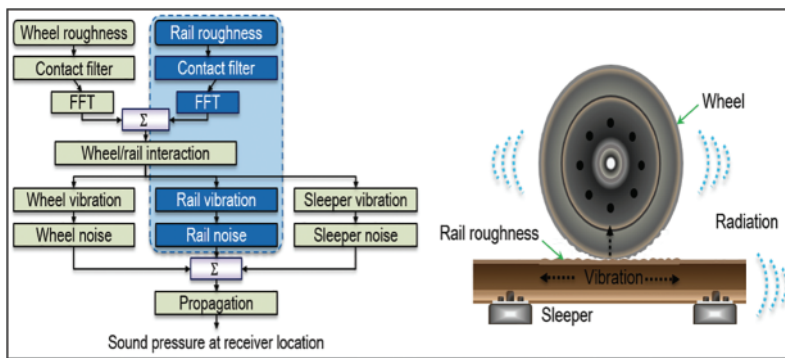 Wheel roughness
Rail roughness
Contact filter
Contact filter
FFT
FFT
Σ
Wheel/rail interaction
Wheel vibration
Rail vibration
Sleeper vibration
Wheel noise
Rail noise
Sleeper noise
Σ
Propagation
Sound pressure at receiver location
Wheel
Radiation
Rail roughness
Vibration
Sleeper